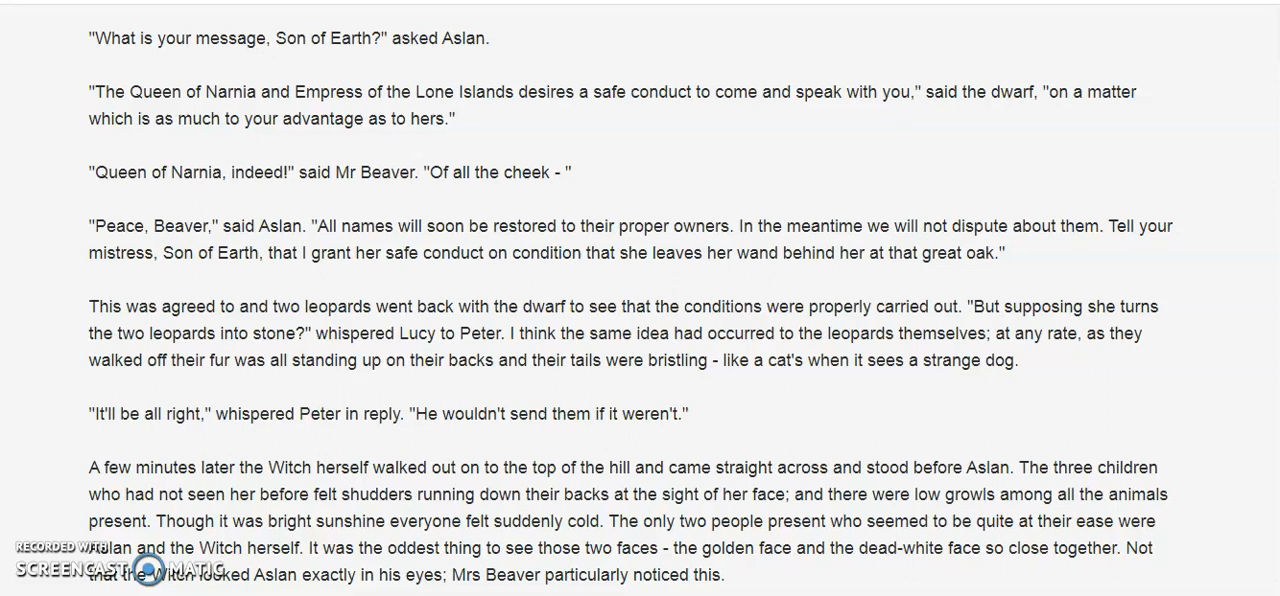 "What is your message, Son of Earth?" asked Aslan.
"The Queen of Narnia and Empress of the Lone Islands desires a safe conduct to come and speak with you," said the dwarf, "on a matter
which is as much to your advantage as to hers."
"Queen of Narnia, indeed!" said Mr Beaver. "Of all the cheek - "
"Peace, Beaver," said Aslan. "All names will soon be restored to their proper owners. In the meantime we will not dispute about them. Tell your
mistress, Son of Earth, that I grant her safe conduct on condition that she leaves her wand behind her at that great oak."
This was agreed to and two leopards went back with the dwarf to see that the conditions were properly carried out. "But supposing she turns
the two leopards into stone?" whispered Lucy to Peter. I think the same idea had occurred to the leopards themselves; at any rate, as they
walked off their fur was all standing up on their backs and their tails were bristling - like a cat's when it sees a strange dog.
"It'll be all right," whispered Peter in reply. "He wouldn't send them if it weren't."
A few minutes later the Witch herself walked out on to the top of the hill and came straight across and stood before Aslan. The three children
who had not seen her before felt shudders running down their backs at the sight of her face; and there were low growls among all the animals
present. Though it was bright sunshine everyone felt suddenly cold. The only two people present who seemed to be quite at their ease were
Aslan and the Witch herself. It was the oddest thing to see those two faces - the golden face and the dead-white face so close together. Not
that the Witch looked Aslan exactly in his eyes; Mrs Beaver particularly noticed this.
RECORDED WITH
SCREENCAST MATIC